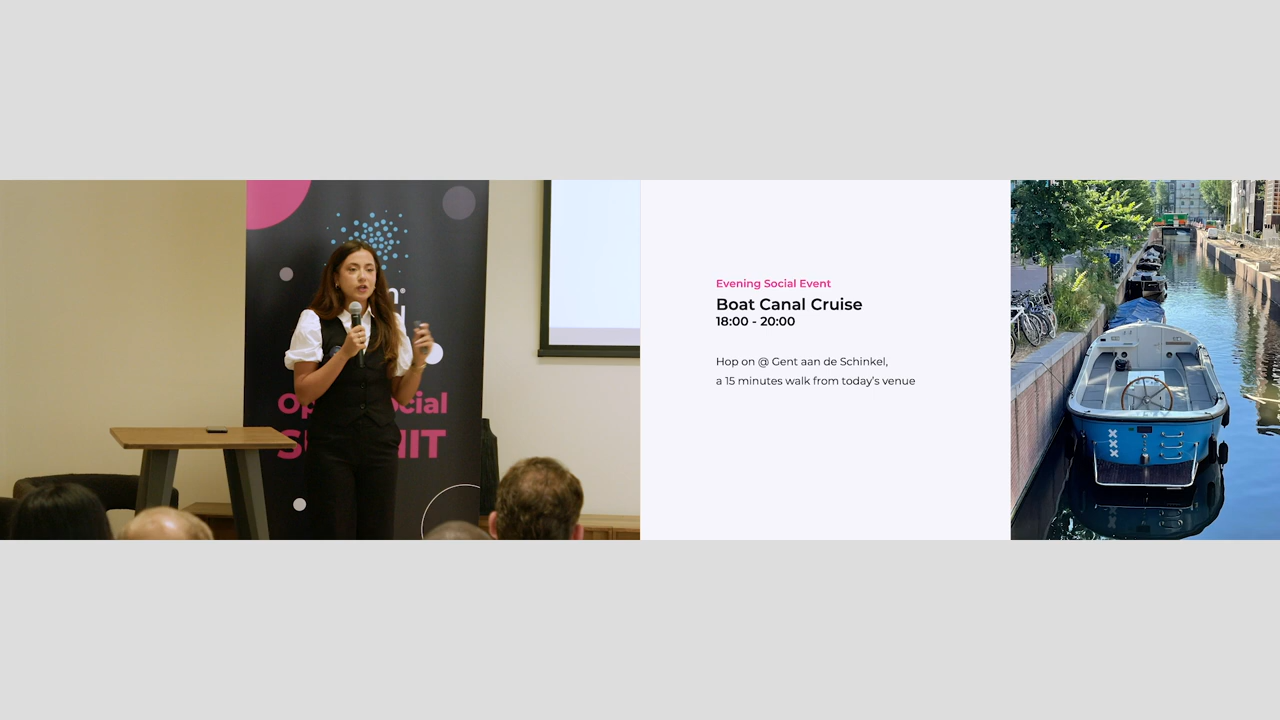 Evening Social Event
Boat Canal Cruise
18:00 - 20:00
Hop on @ Gent aan de Schinkel,
a 15 minutes walk from today's venue